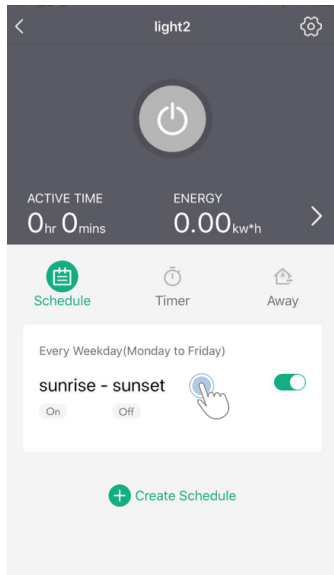 light2
ACTIVE TIME ENERGY
0hr 0mins 0.00kw*h
Schedule Timer Away
Every Weekday(Monday to Friday)
sunrise - sunset
On Off
Create Schedule